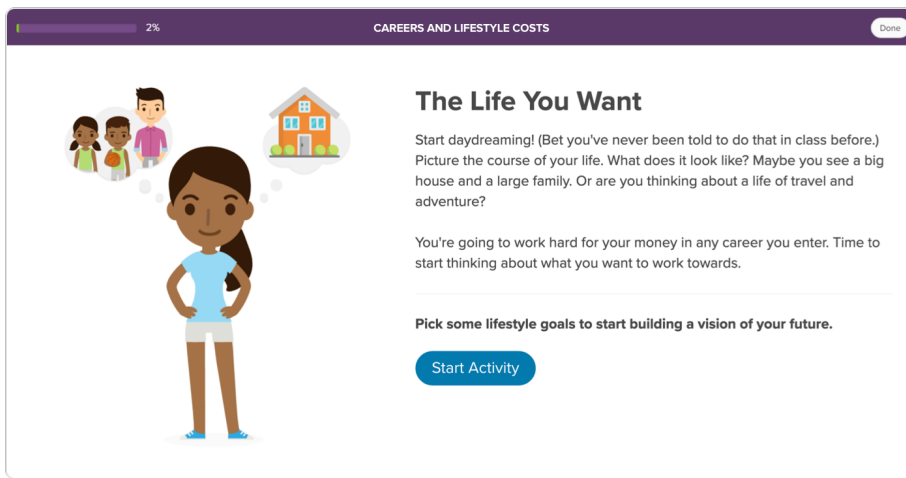 2%
CAREERS AND LIFESTYLE COSTS
Done
The Life You Want
Start daydreaming! (Bet you've never been told to do that in class before.)
Picture the course of your life. What does it look like? Maybe you see a big
house and a large family. Or are you thinking about a life of travel and
adventure?
You're going to work hard for your money in any career you enter. Time to
start thinking about what you want to work towards.
Pick some lifestyle goals to start building a vision of your future.
Start Activity